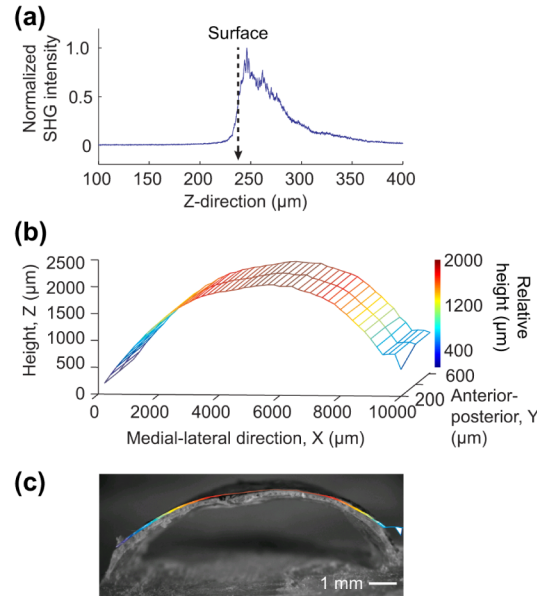 (a)
Surface
Normalized
SHG intensity
1.0
0.5
0
100
150
200
250
300
350
400
Z-direction (µm)
(b)
Height, Z (µm)
2500
2000
1500
1000
500
0
0
2000
4000
6000
8000
10000
Medial-lateral direction, X (µm)
200
600
Anterior-
posterior, Y
(µm)
2000
1200
400
Relative
height (µm)
(c)
1 mm